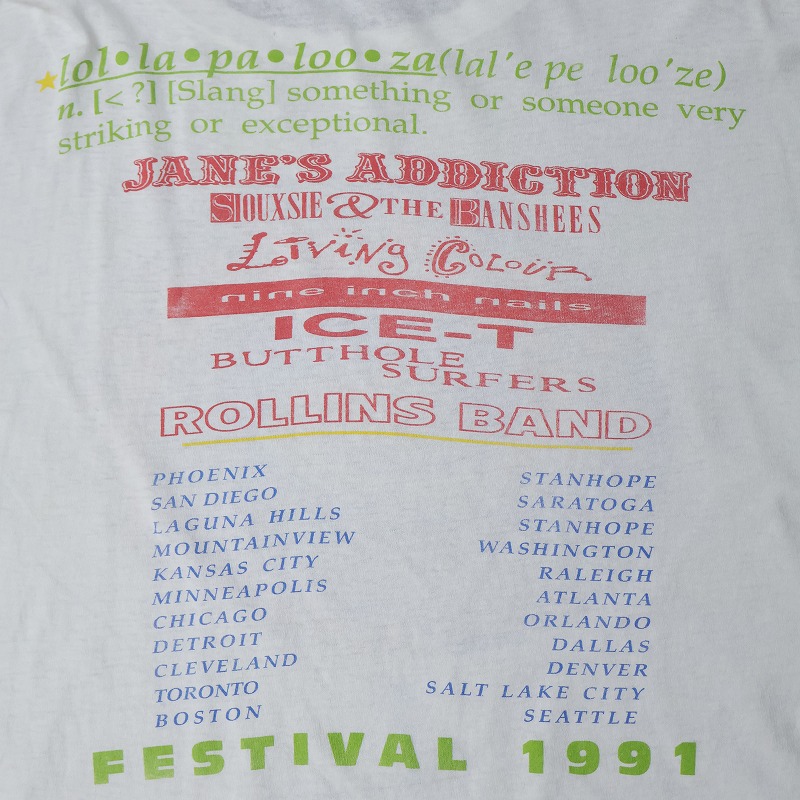 lol•la•pa•loo•za(lal'e pe loo'ze)
n. [< ?] [Slang] something or someone very
striking or exceptional.
JANE'S ADDICTION
SIOUXSIE & THE BANSHEES
Living Colour
nine inch nails
ICE-T
BUTTHOLE
SURFERS
ROLLINS BAND
PHOENIX
SAN DIEGO
LAGUNA HILLS
MOUNTAINVIEW
KANSAS CITY
MINNEAPOLIS
CHICAGO
DETROIT
CLEVELAND
TORONTO
BOSTON
STANHOPE
SARATOGA
STANHOPE
WASHINGTON
RALEIGH
ATLANTA
ORLANDO
DALLAS
DENVER
SALT LAKE CITY
SEATTLE
FESTIVAL 1991